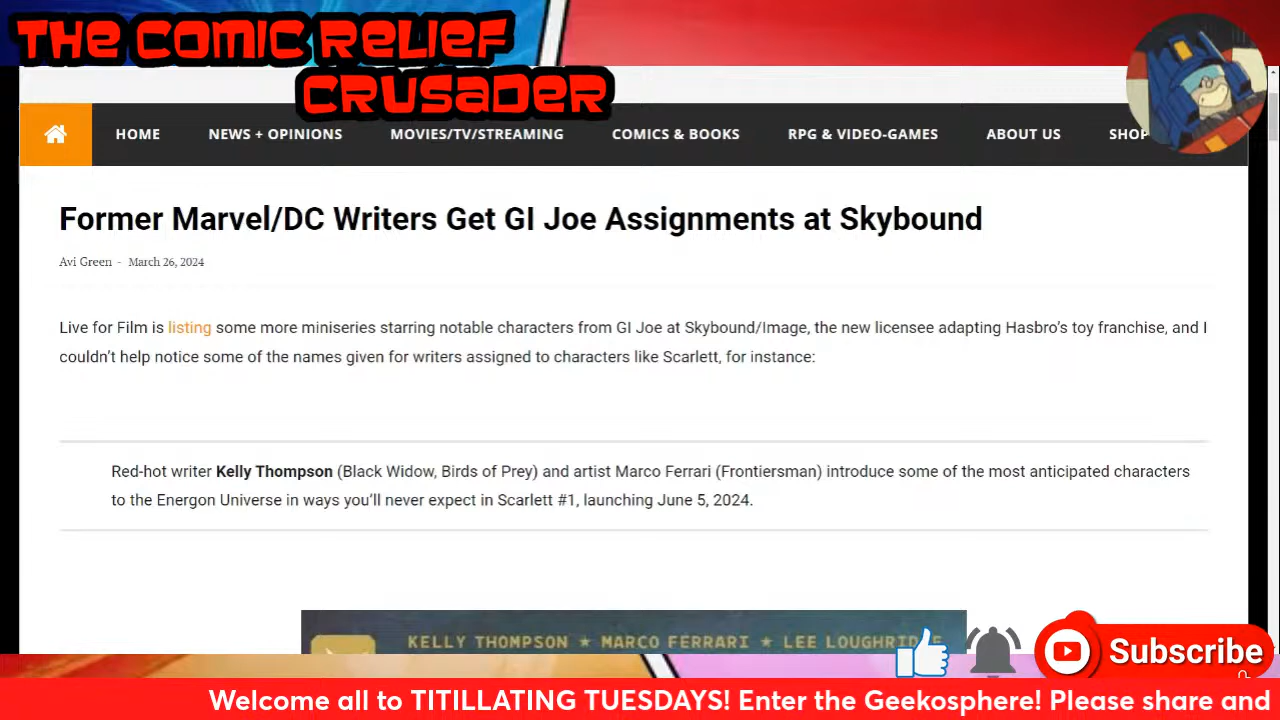 THE COMIC RELIEF
CRUSADER
HOME NEWS + OPINIONS MOVIES/TV/STREAMING COMICS & BOOKS RPG & VIDEO-GAMES ABOUT US SHOP
Former Marvel/DC Writers Get GI Joe Assignments at Skybound
Avi Green - March 26, 2024
Live for Film is listing some more miniseries starring notable characters from GI Joe at Skybound/Image, the new licensee adapting Hasbro's toy franchise, and I
couldn't help notice some of the names given for writers assigned to characters like Scarlett, for instance:
Red-hot writer Kelly Thompson (Black Widow, Birds of Prey) and artist Marco Ferrari (Frontiersman) introduce some of the most anticipated characters
to the Energon Universe in ways you'll never expect in Scarlett #1, launching June 5, 2024.
KELLY THOMPSON ★ MARCO FERRARI ★ LEE LOUGHRIDGE
Subscribe
Welcome all to TITILLATING TUESDAYS! Enter the Geekosphere! Please share and